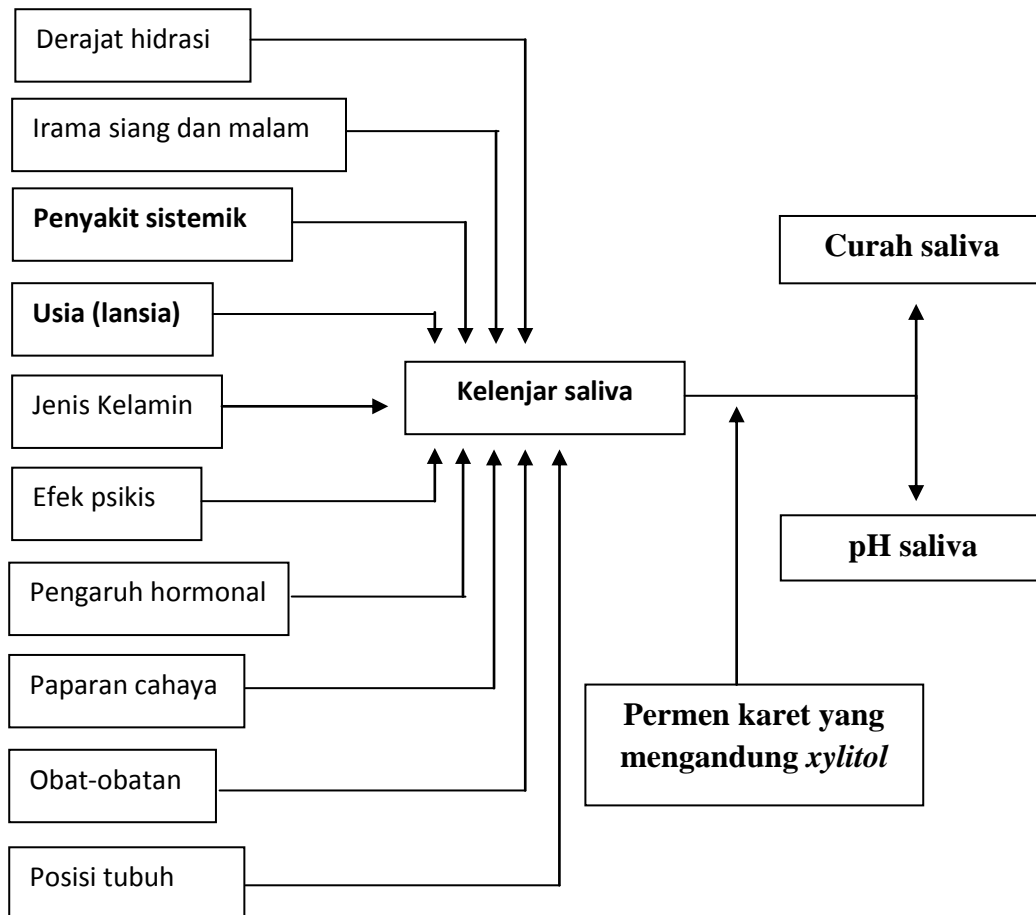 Derajat hidrasi
Irama siang dan malam
Penyakit sistemik
Usia (lansia)
Jenis Kelamin
Efek psikis
Pengaruh hormonal
Paparan cahaya
Obat-obatan
Posisi tubuh
Kelenjar saliva
Curah saliva
pH saliva
Permen karet yang
mengandung xylitol